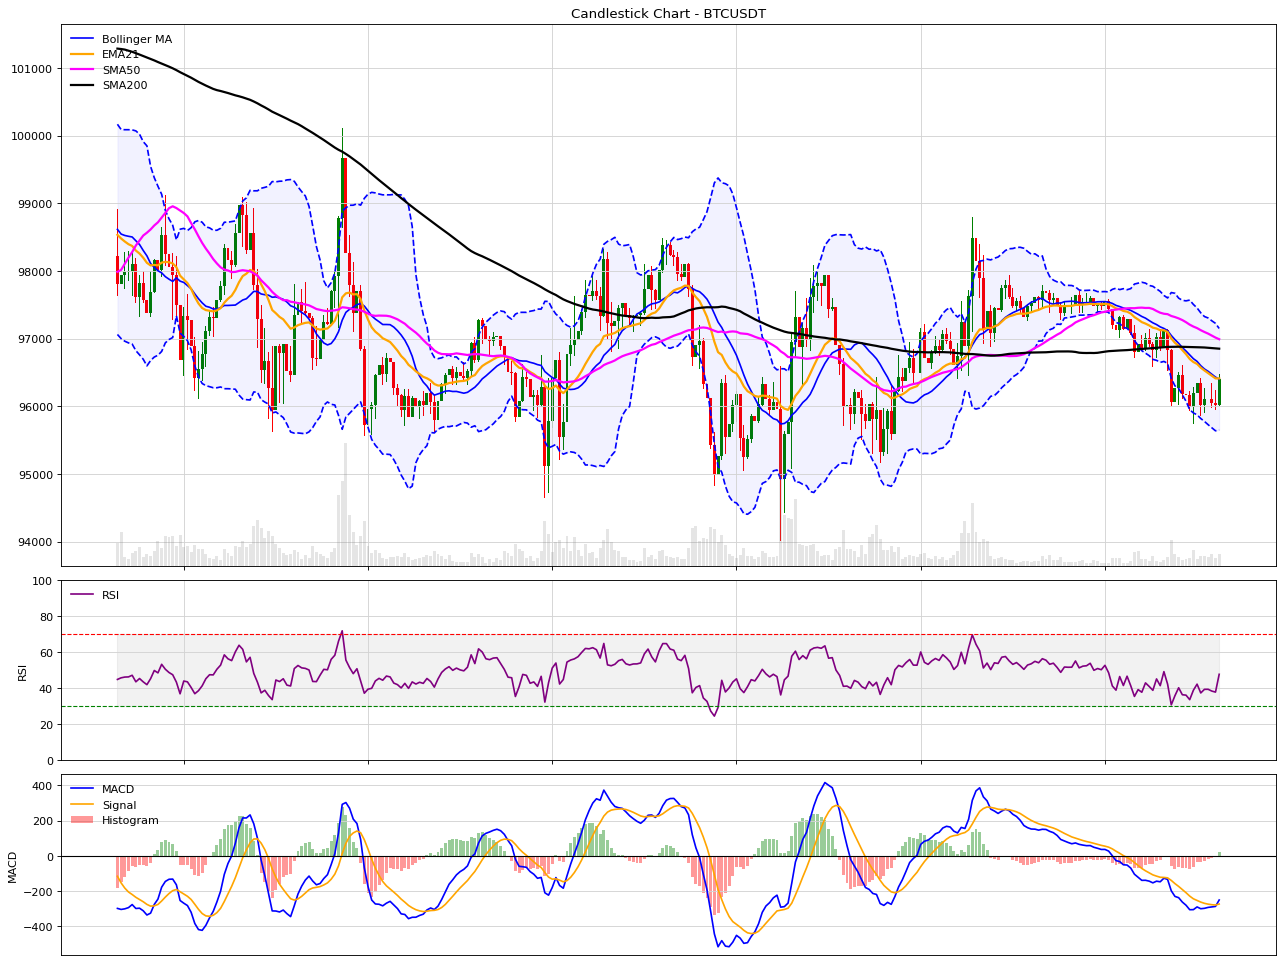 Candlestick Chart - BTCUSDT
Bollinger MA
EMA21
SMA50
SMA200
101000
100000
99000
98000
97000
96000
95000
94000
RSI
100
80
60
40
20
0
RSI
MACD
Signal
Histogram
400
200
0
−200
−400
MACD